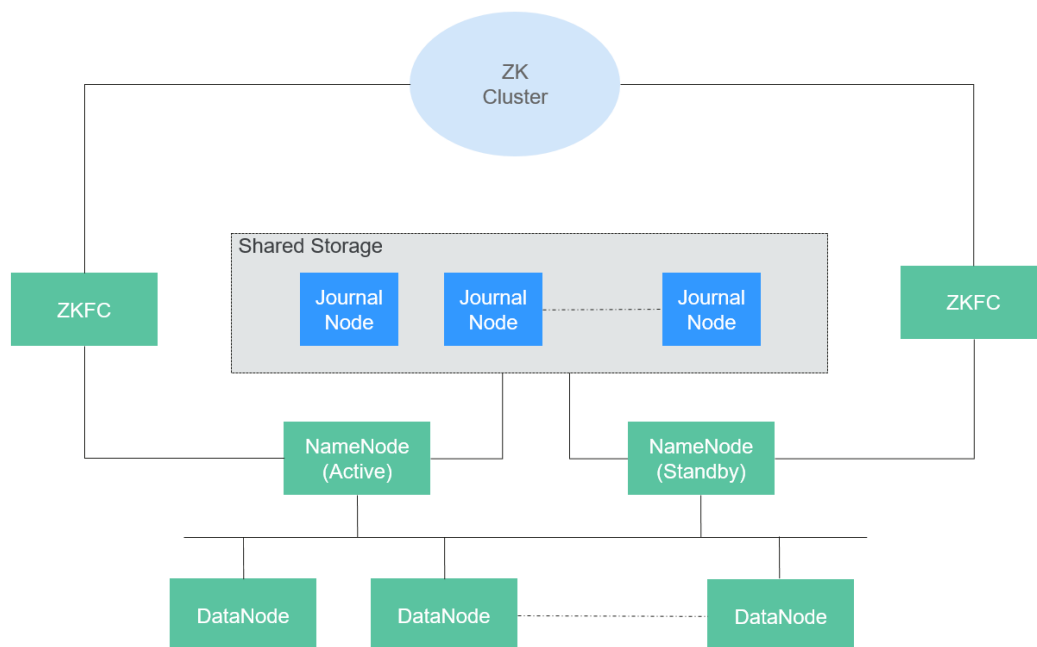 ZK
Cluster
Shared Storage
Journal
Node
Journal
Node
Journal
Node
ZKFC
ZKFC
NameNode
(Active)
NameNode
(Standby)
DataNode
DataNode
DataNode